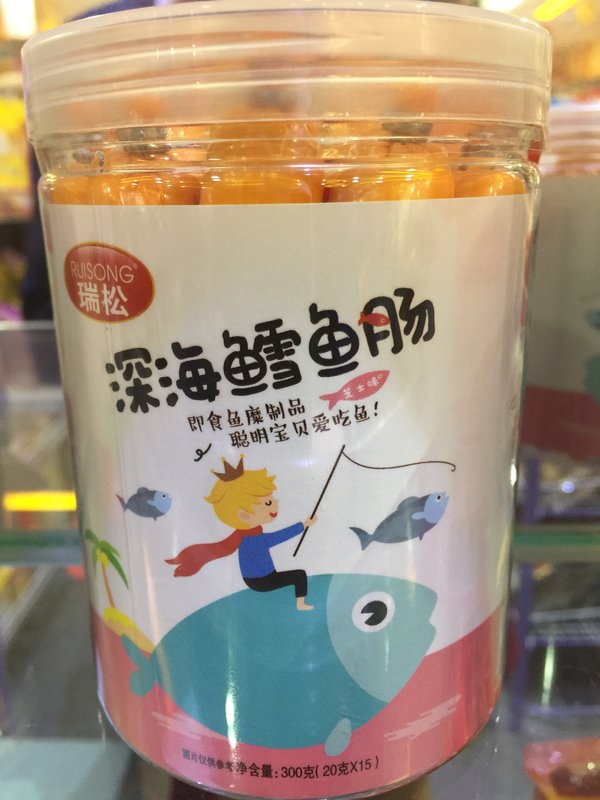 RUISONG®
瑞松
深海鳕鱼肠
芝士味
即食鱼糜制品
聪明宝贝爱吃鱼!
图片仅供参考 净含量: 300克(20克X15)